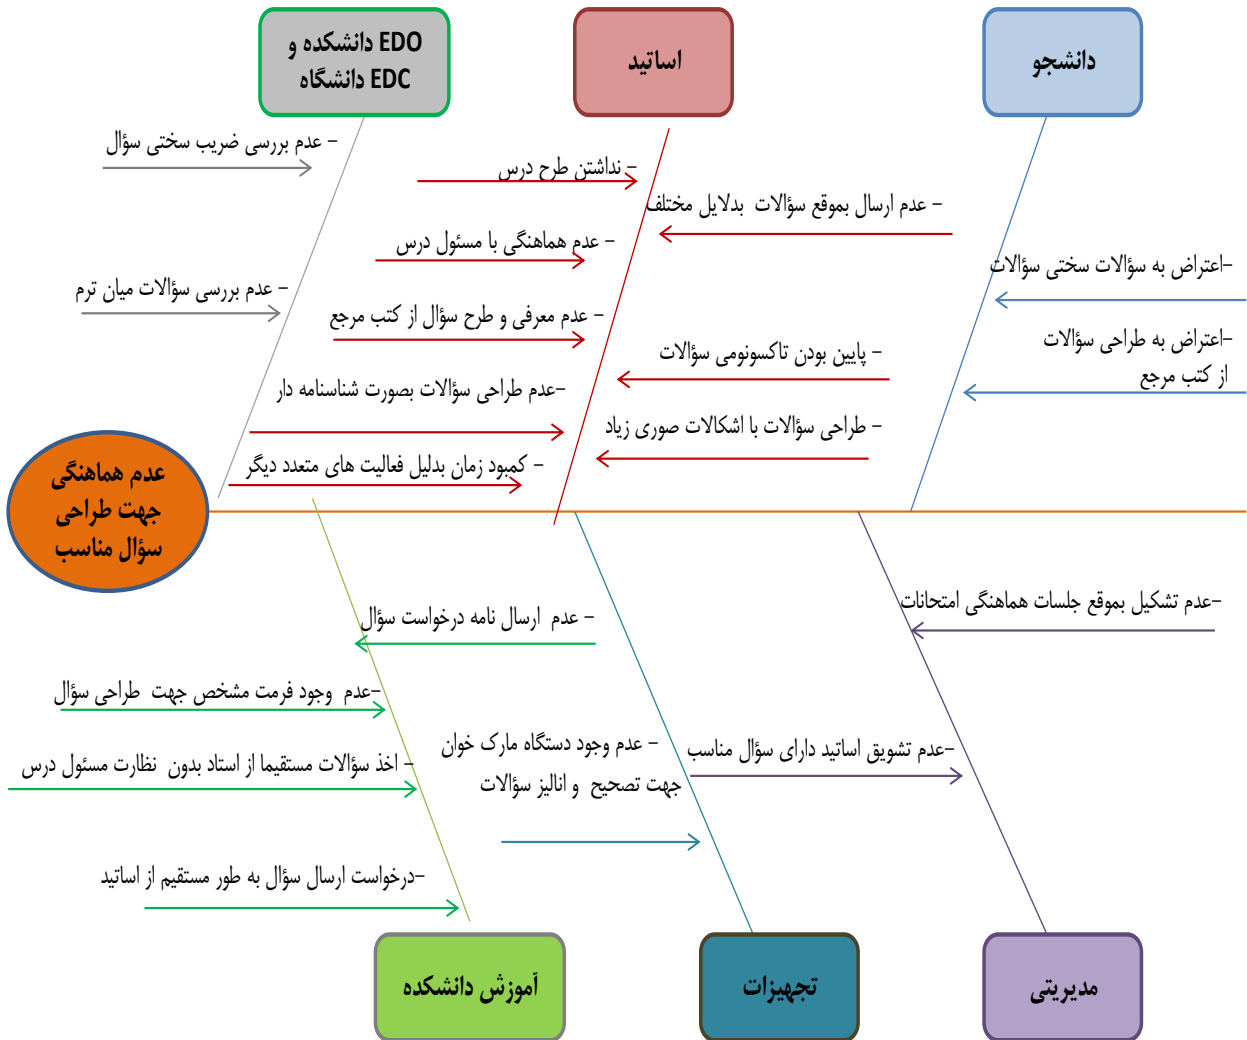 دانشجو
اساتید
EDO دانشکده و
EDC دانشگاه
-اعتراض به سؤالات سختی سؤالات
-اعتراض به طراحی سؤالات
از کتب مرجع
- عدم ارسال بموقع سؤالات بدلایل مختلف
- پایین بودن تاکسونومی سؤالات
- طراحی سؤالات با اشکالات صوری زیاد
- نداشتن طرح درس
- عدم هماهنگی با مسئول درس
- عدم معرفی و طرح سؤال از کتب مرجع
-عدم طراحی سؤالات بصورت شناسنامه دار
- کمبود زمان بدلیل فعالیت های متعدد دیگر
- عدم بررسی ضریب سختی سؤال
- عدم بررسی سؤالات میان ترم
عدم هماهنگی
جهت طراحی
سؤال مناسب
-عدم تشکیل بموقع جلسات هماهنگی امتحانات
-عدم تشویق اساتید دارای سؤال مناسب
- عدم وجود دستگاه مارک خوان
جهت تصحیح و انالیز سؤالات
- عدم ارسال نامه درخواست سؤال
-عدم وجود فرمت مشخص جهت طراحی سؤال
- اخذ سؤالات مستقیما از استاد بدون نظارت مسئول درس
-درخواست ارسال سؤال به طور مستقیم از اساتید
مدیریتی
تجهیزات
آموزش دانشکده